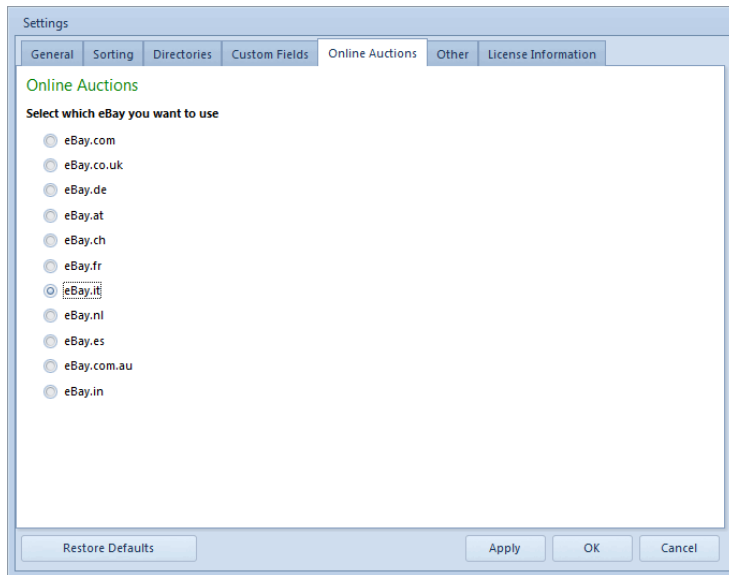 Settings
General Sorting Directories Custom Fields Online Auctions Other License Information
Online Auctions
Select which eBay you want to use
eBay.com
eBay.co.uk
eBay.de
eBay.at
eBay.ch
eBay.fr
eBay.it
eBay.nl
eBay.es
eBay.com.au
eBay.in
Restore Defaults Apply OK Cancel